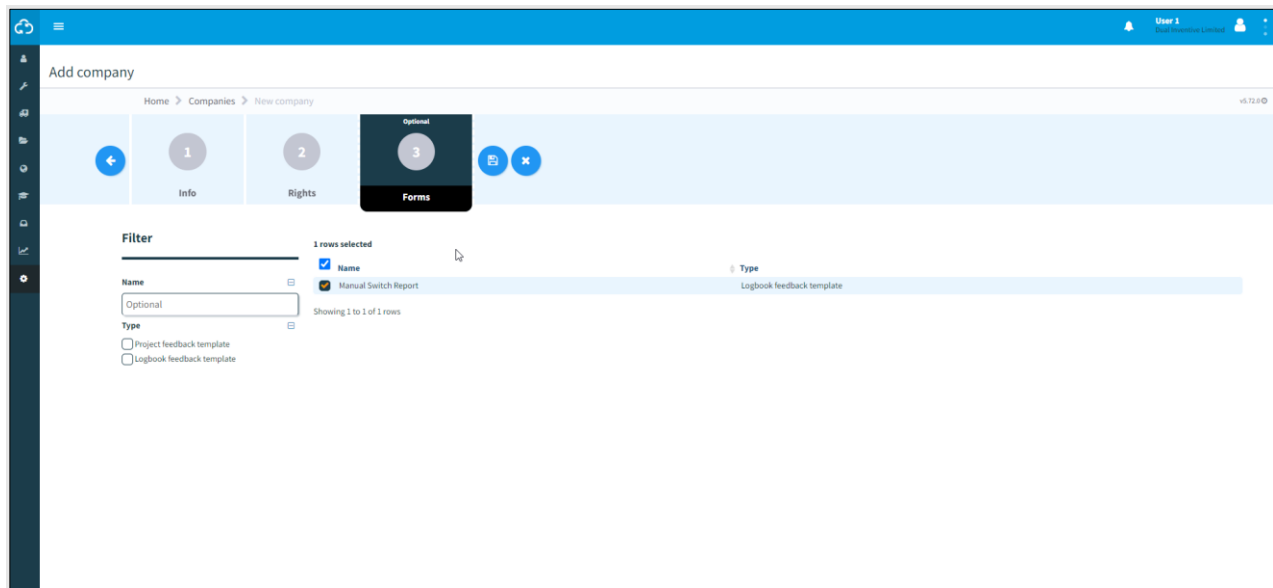 User 1
Dual Inventive Limited
Add company
Home
Companies
New company
v5.72.0
1
Info
2
Rights
Optional
3
Forms
Filter
Name
Optional
Type
Project feedback template
Logbook feedback template
1 rows selected
Name
Type
Manual Switch Report
Logbook feedback template
Showing 1 to 1 of 1 rows